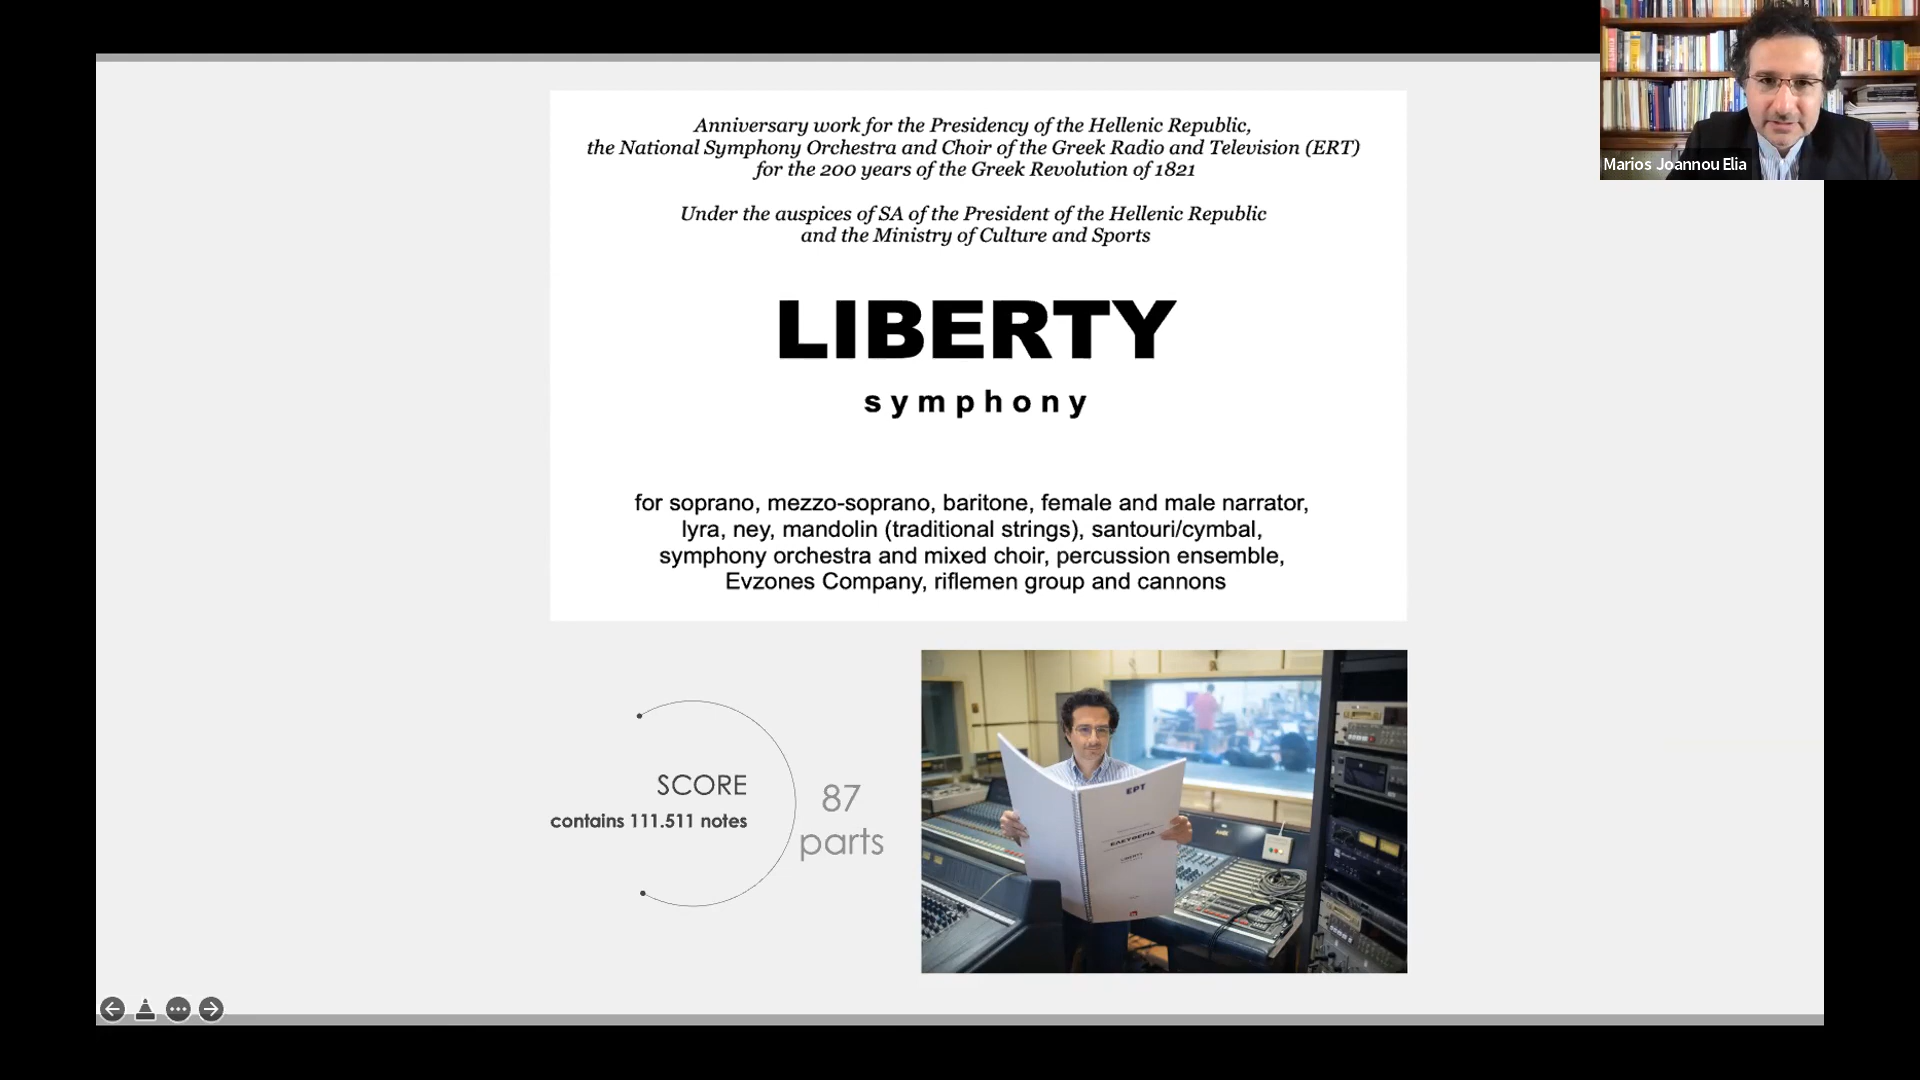 Anniversary work for the Presidency of the Hellenic Republic,
the National Symphony Orchestra and Choir of the Greek Radio and Television (ERT)
for the 200 years of the Greek Revolution of 1821
Under the auspices of SA of the President of the Hellenic Republic
and the Ministry of Culture and Sports
LIBERTY
symphony
for soprano, mezzo-soprano, baritone, female and male narrator,
lyra, ney, mandolin (traditional strings), santouri/cymbal,
symphony orchestra and mixed choir, percussion ensemble,
Evzones Company, riflemen group and cannons
SCORE
contains 111.511 notes
87
parts
ΕΡΤ
ΕΛΕΥΘΕΡΙΑ
LIBERTY
Marios Joannou Elia